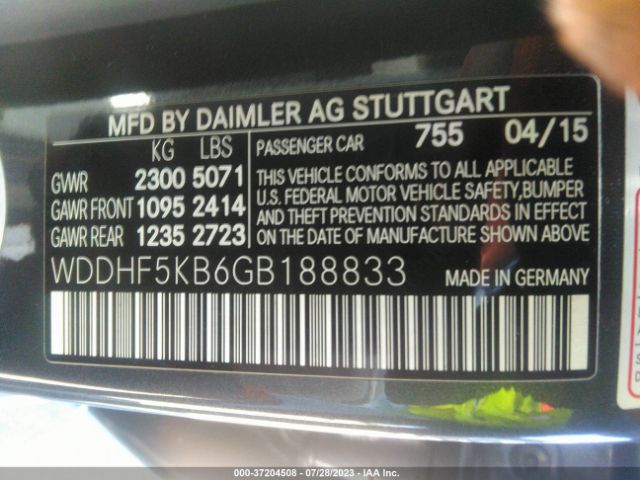 MFD BY DAIMLER AG STUTTGART
KG LBS
PASSENGER CAR 755 04/15
GVWR 2300 5071
GAWR FRONT 1095 2414
GAWR REAR 1235 2723
THIS VEHICLE CONFORMS TO ALL APPLICABLE
U.S. FEDERAL MOTOR VEHICLE SAFETY,BUMPER
AND THEFT PREVENTION STANDARDS IN EFFECT
ON THE DATE OF MANUFACTURE SHOWN ABOVE
WDDHF5KB6GB188833 MADE IN GERMANY
000-37204508 - 07/28/2023 - IAA Inc.